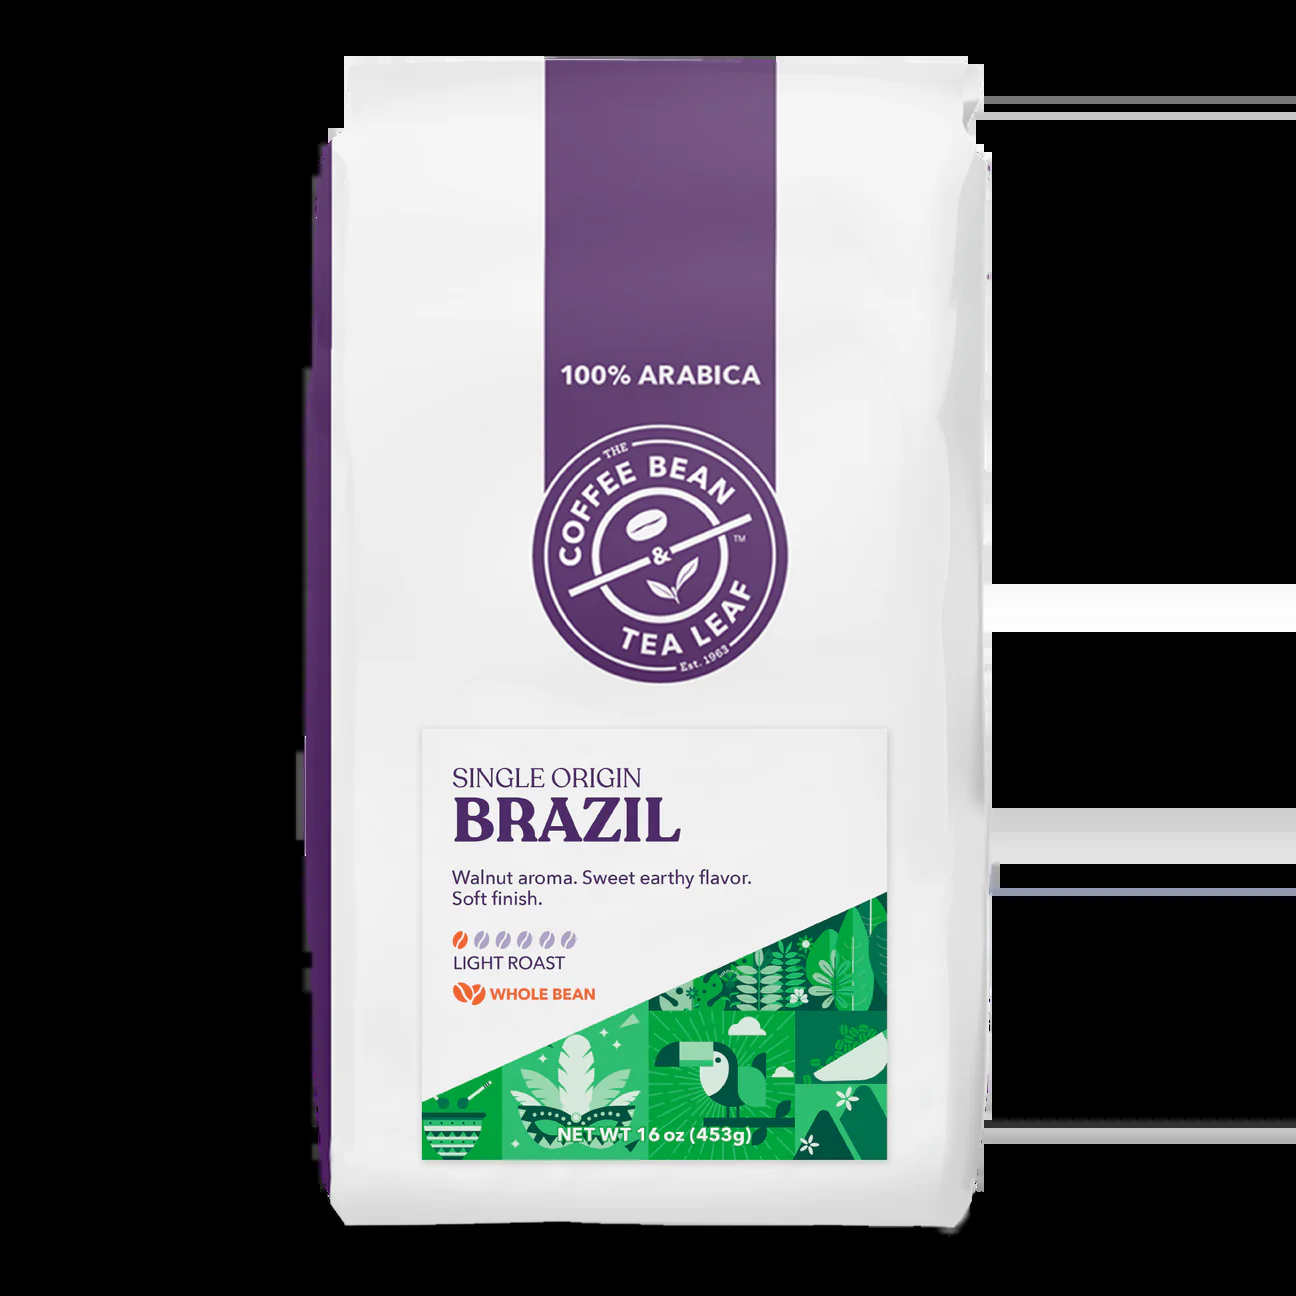 100% ARABICA
THE
COFFEE BEAN
&
TEA LEAF
Est. 1963
TM
SINGLE ORIGIN
BRAZIL
Walnut aroma. Sweet earthy flavor.
Soft finish.
LIGHT ROAST
WHOLE BEAN
NET WT 16 oz (453g)